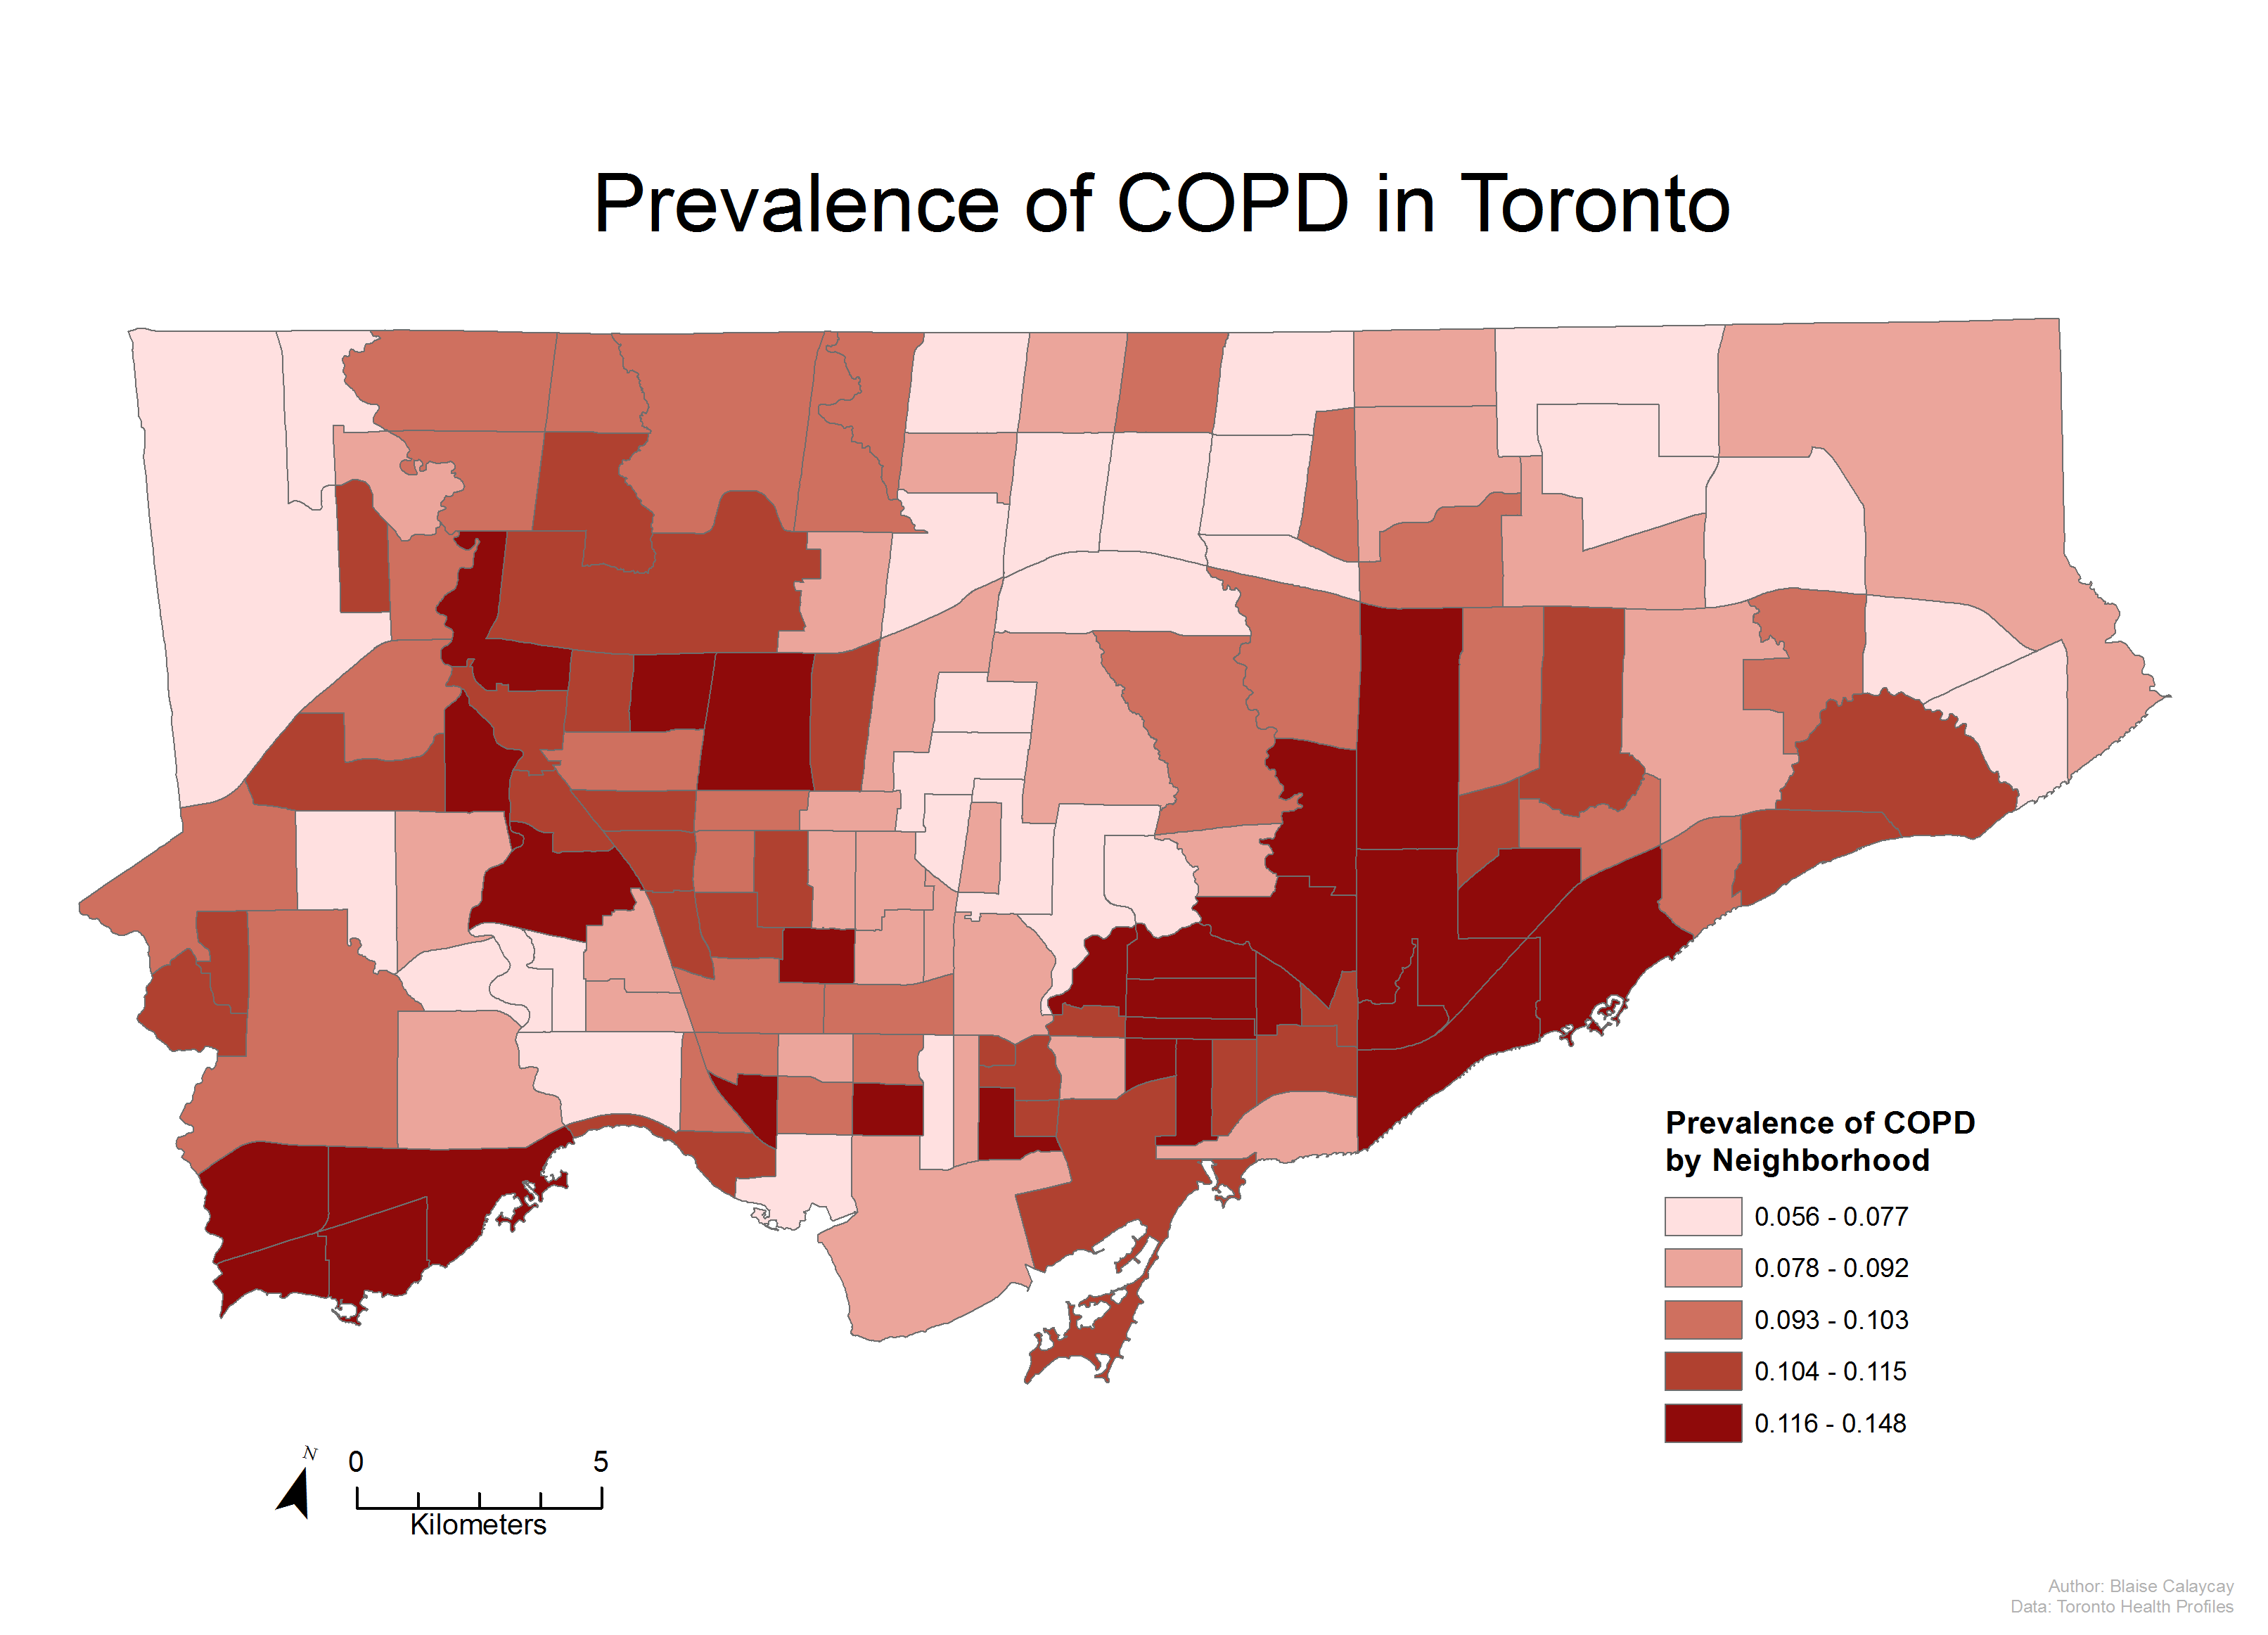 Prevalence of COPD in Toronto
Prevalence of COPD
by Neighborhood
0.056 - 0.077
0.078 - 0.092
0.093 - 0.103
0.104 - 0.115
0.116 - 0.148
N
0 5
Kilometers
Author: Blaise Calaycay
Data: Toronto Health Profiles